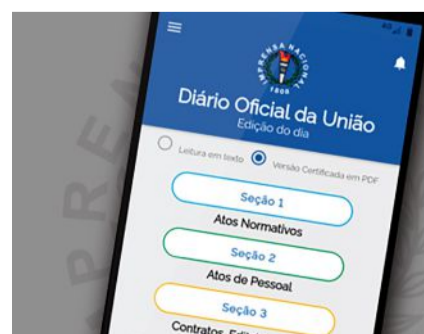 4G
IMPRENSA NACIONAL
1808
Diário Oficial da União
Edição do dia
Leitura em texto
Versão Certificada em PDF
Seção 1
Atos Normativos
Seção 2
Atos de Pessoal
Seção 3
Contratos,